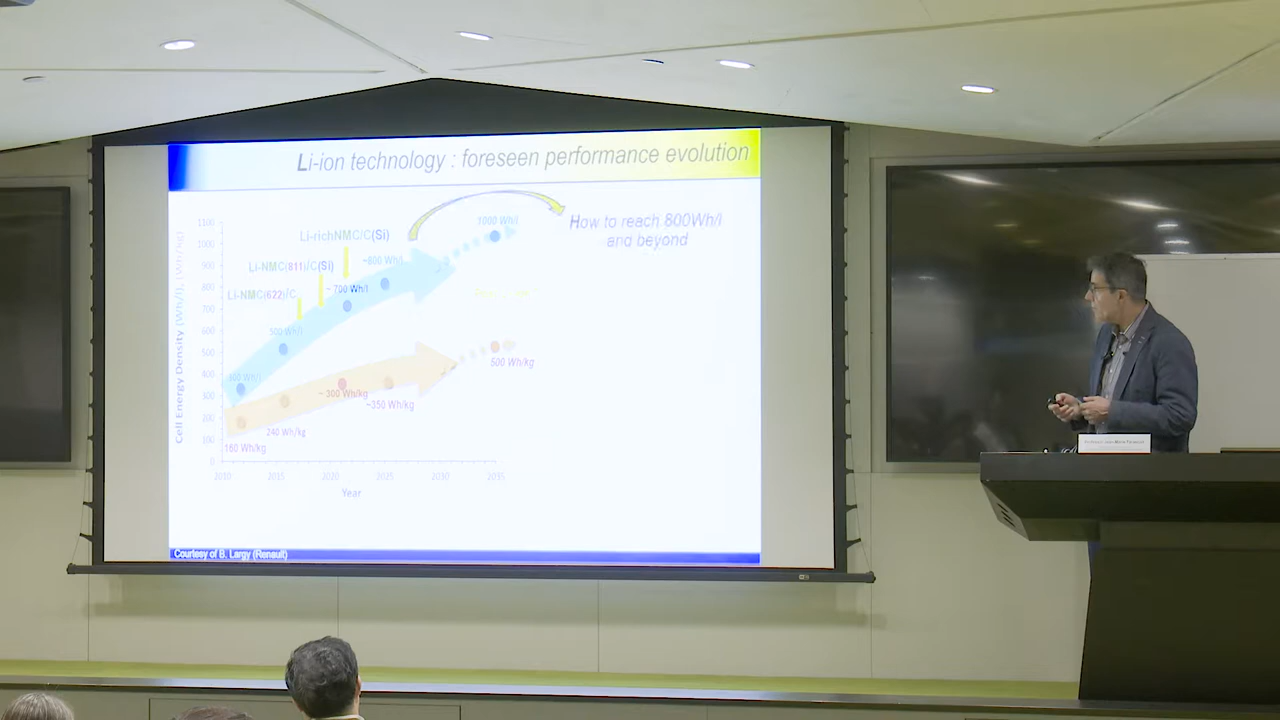 Li-ion technology : foreseen performance evolution
How to reach 800Wh/l
and beyond
1000 Wh/l
Li-richNMC/C(Si)
~800 Wh/l
Li-NMC(811)/C(Si)
~ 700 Wh/l
Li-NMC(622)/C
500 Wh/l
500 Wh/kg
~ 300 Wh/kg
~350 Wh/kg
240 Wh/kg
160 Wh/kg
Cell Energy Density (Wh/l), (Wh/kg)
1100
1000
900
800
700
600
500
400
300
200
100
0
2010
2015
2020
2025
2015
Year
Courtesy of B. Largy (Renault)